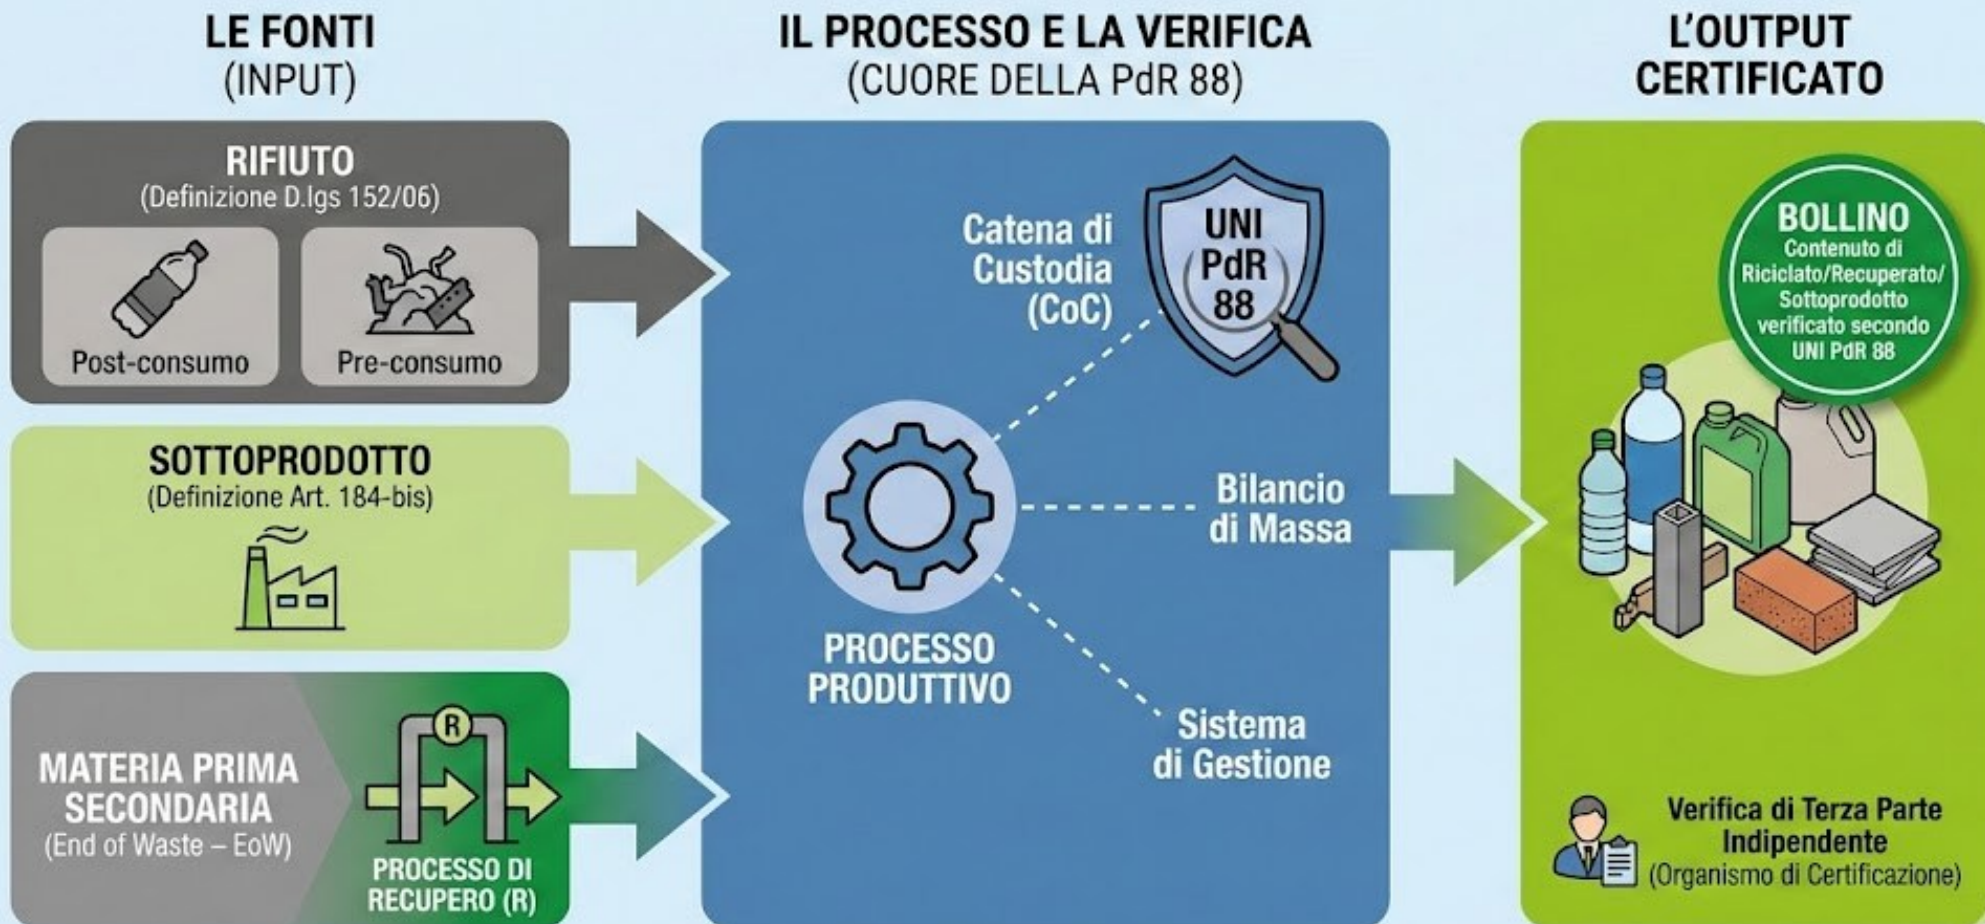 LE FONTI
(INPUT)
RIFIUTO
(Definizione D.lgs 152/06)
Post-consumo
Pre-consumo
SOTTOPRODOTTO
(Definizione Art. 184-bis)
MATERIA PRIMA
SECONDARIA
(End of Waste – EoW)
R
PROCESSO DI
RECUPERO (R)
IL PROCESSO E LA VERIFICA
(CUORE DELLA PdR 88)
Catena di
Custodia
(CoC)
UNI
PdR
88
PROCESSO
PRODUTTIVO
Bilancio
di Massa
Sistema
di Gestione
L'OUTPUT
CERTIFICATO
BOLLINO
Contenuto di
Riciclato/Recuperato/
Sottoprodotto
verificato secondo
UNI PdR 88
Verifica di Terza Parte
Indipendente
(Organismo di Certificazione)